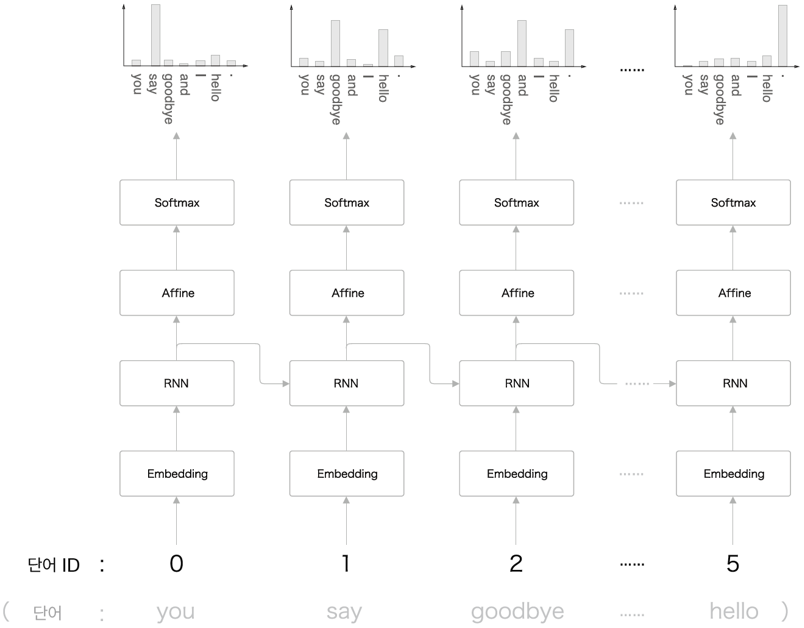 you say goodbye and I hello .
you say goodbye and I hello .
you say goodbye and I hello .
......
you say goodbye and I hello .
Softmax Softmax Softmax ...... Softmax
Affine Affine Affine ...... Affine
RNN RNN RNN ...... RNN
Embedding Embedding Embedding ...... Embedding
단어 ID : 0 1 2 ...... 5
( 단어 : you say goodbye ...... hello )